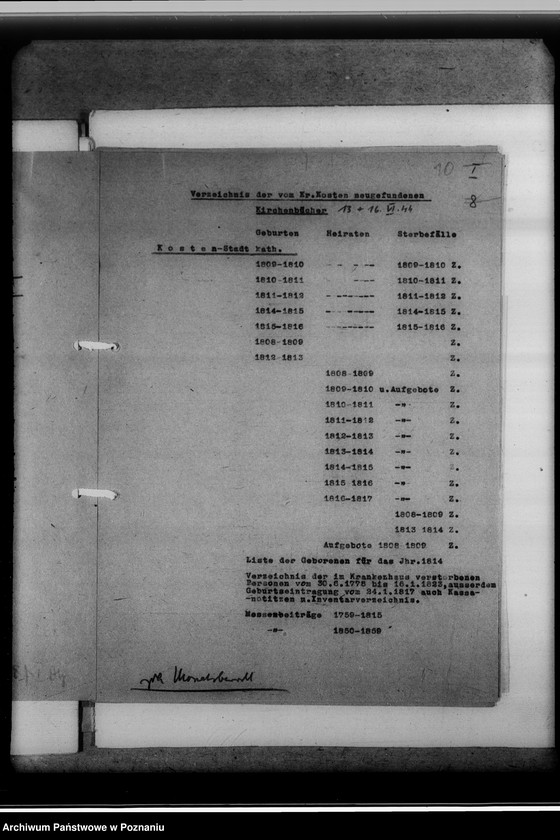 10 I
8
Verzeichnis der vom Kr.Kosten neugefundenen
Kirchenbücher 13 + 16. VI. 44
Geburten Heiraten Sterbefälle
K o s t e n-Stadt kath.
1809-1810 - - ---- 1809-1810 Z.
1810-1811 - ---- 1810-1811 Z.
1811-1812 --------- 1811-1812 Z.
1814-1815 --------- 1814-1815 Z.
1815-1816 --------- 1815-1816 Z.
1808-1809 Z.
1812-1813 Z.
1808-1809 Z.
1809-1810 u.Aufgebote Z.
1810-1811 -"- Z.
1811-1812 -"- Z.
1812-1813 -"- Z.
1813-1814 -"- Z.
1814-1815 -"- Z.
1815 1816 -"- Z.
1816-1817 -"- Z.
1808-1809 Z.
1813 1814 Z.
Aufgebote 1808-1809 Z.
Liste der Geborenen für das Jhr.1814
Verzeichnis der im Krankenhaus verstorbenen
Personen vom 30.5.1778 bis 16.1.1823,ausserdem
Geburtseintragung vom 24.1.1817 auch Kassa-
-notitzen u.Inventarverzeichnis.
Messenbeiträge 1759-1815
-"- 1850-1859
Archiwum Państwowe w Poznaniu